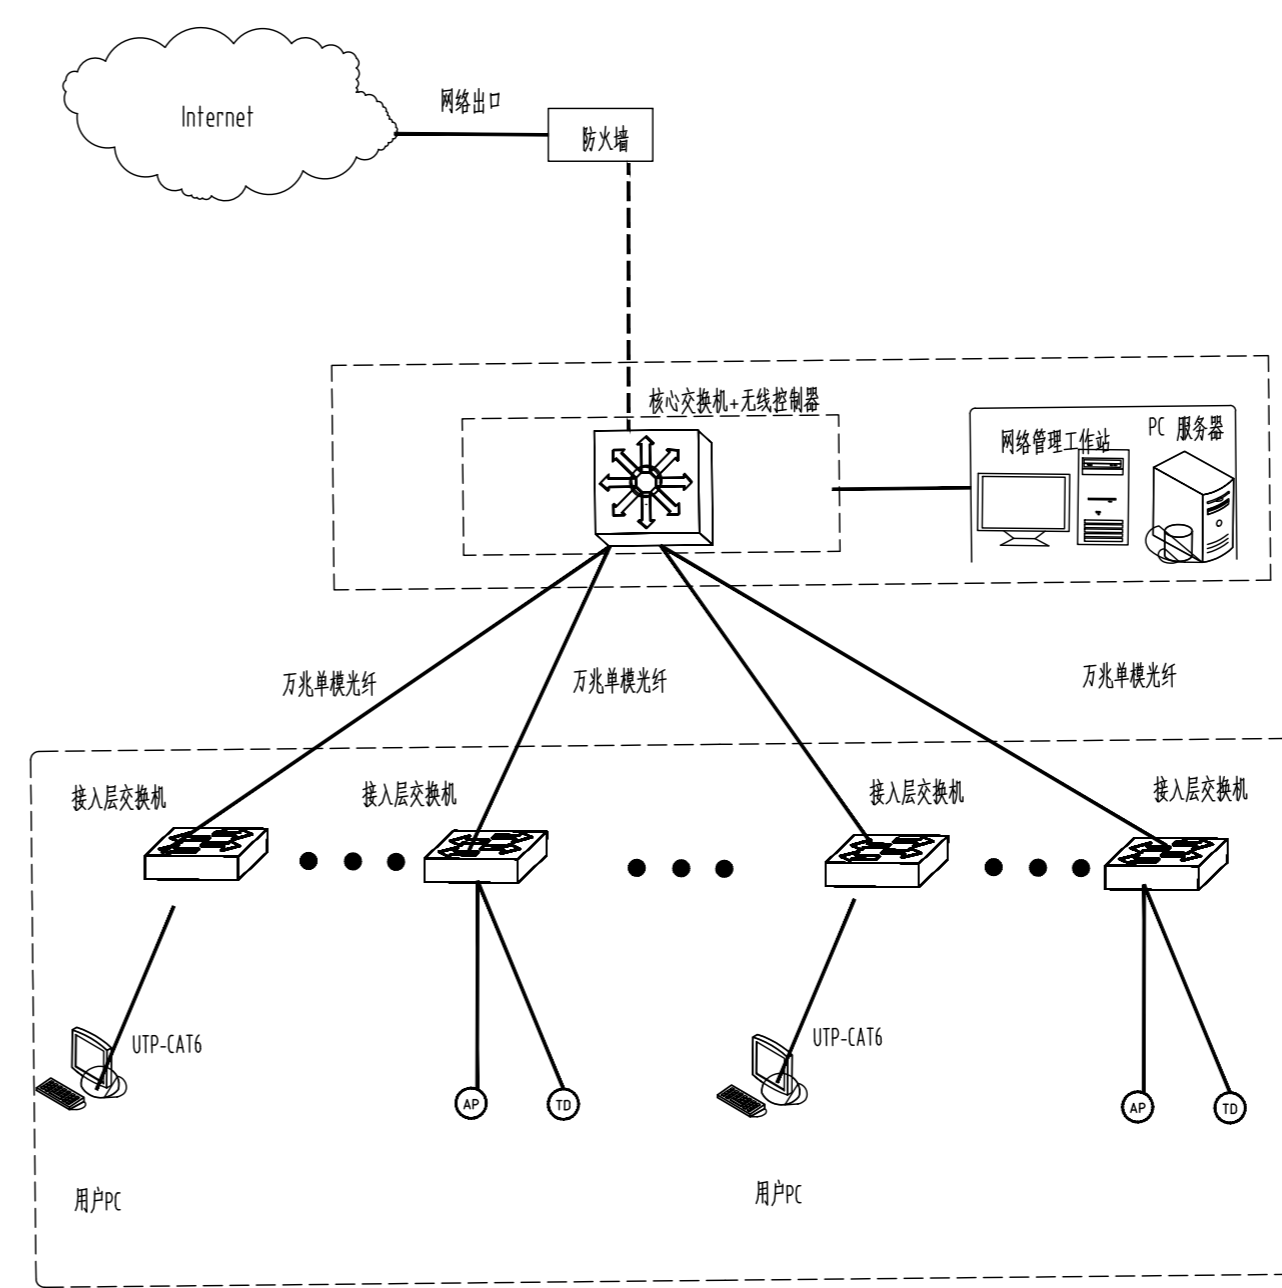 网络出口
Internet
防火墙
核心交换机+无线控制器
网络管理工作站
PC 服务器
万兆单模光纤
万兆单模光纤
万兆单模光纤
接入层交换机
接入层交换机
接入层交换机
接入层交换机
UTP-CAT6
UTP-CAT6
AP
TD
AP
TD
用户PC
用户PC